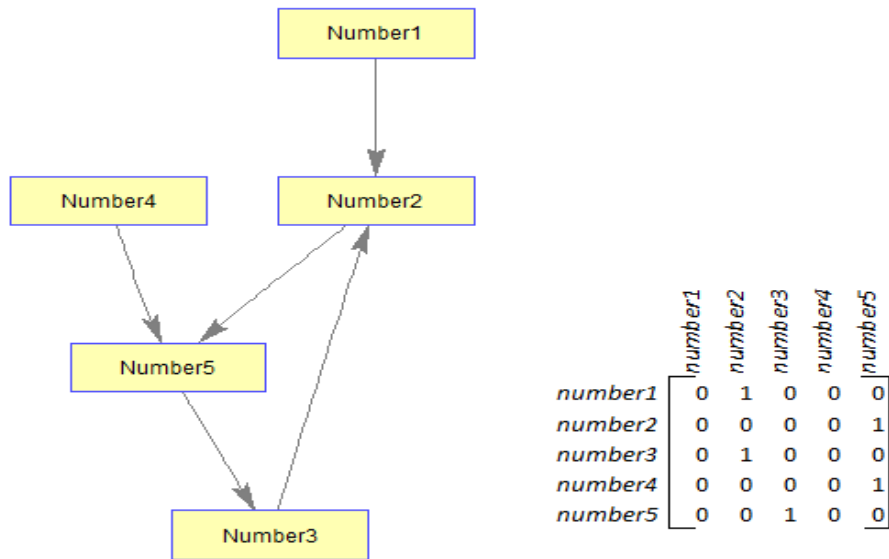 Number1
Number4 Number2
Number5
Number3
number1 number2 number3 number4 number5
number1 0 1 0 0 0
number2 0 0 0 0 1
number3 0 1 0 0 0
number4 0 0 0 0 1
number5 0 0 1 0 0